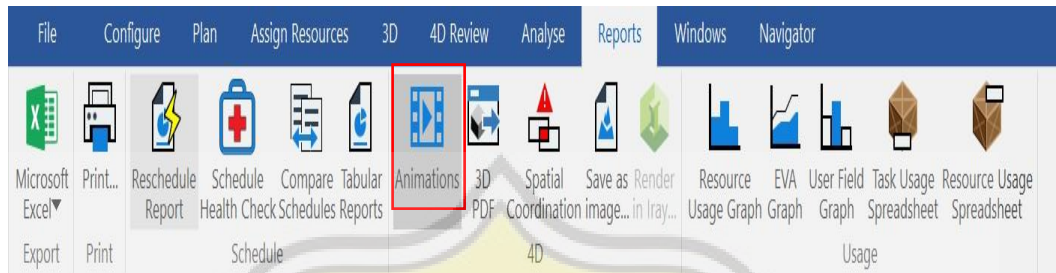 File Configure Plan Assign Resources 3D 4D Review Analyse Reports Windows Navigator
Microsoft Print... Reschedule Schedule Compare Tabular Animations 3D Spatial Save as Render Resource EVA User Field Task Usage Resource Usage
Excel▼ Report Health Check Schedules Reports PDF Coordination image... in Iray... Usage Graph Graph Graph Spreadsheet Spreadsheet
Export Print Schedule 4D Usage